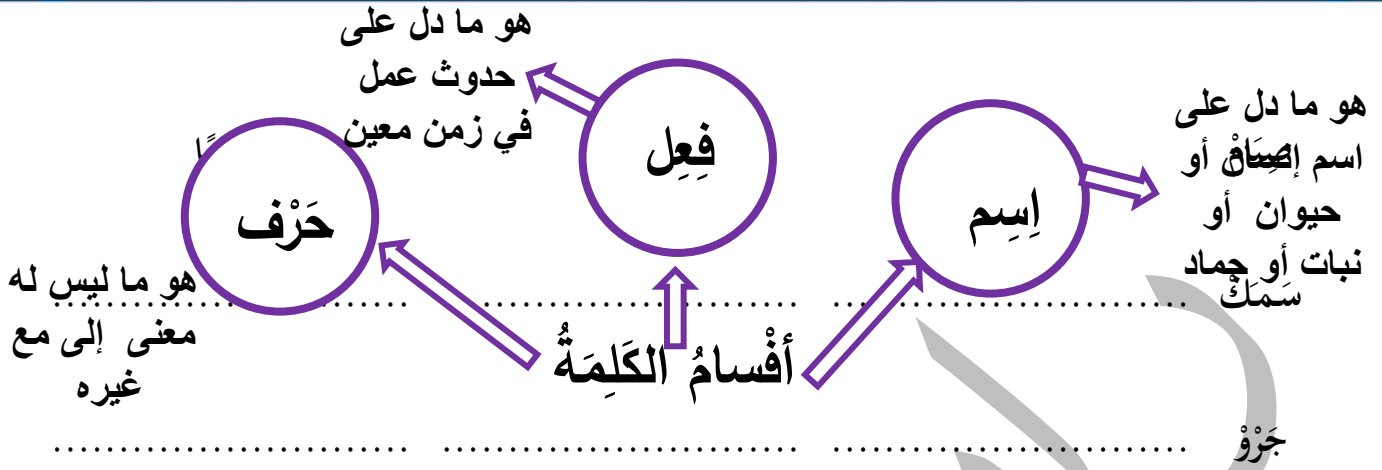 هو ما دل على
حدوث عمل
في زمن معين
هو ما دل على
اسم إنسان أو
حيوان أو
نبات أو جماد
فِعِل
اِسِم
حَرْف
هو ما ليس له
معنى إلى مع
غيره
سَمَكْ ............................ ............................ ............................
أفْسامُ الكَلِمَةُ
جَرْوْ ............................ ............................ ............................